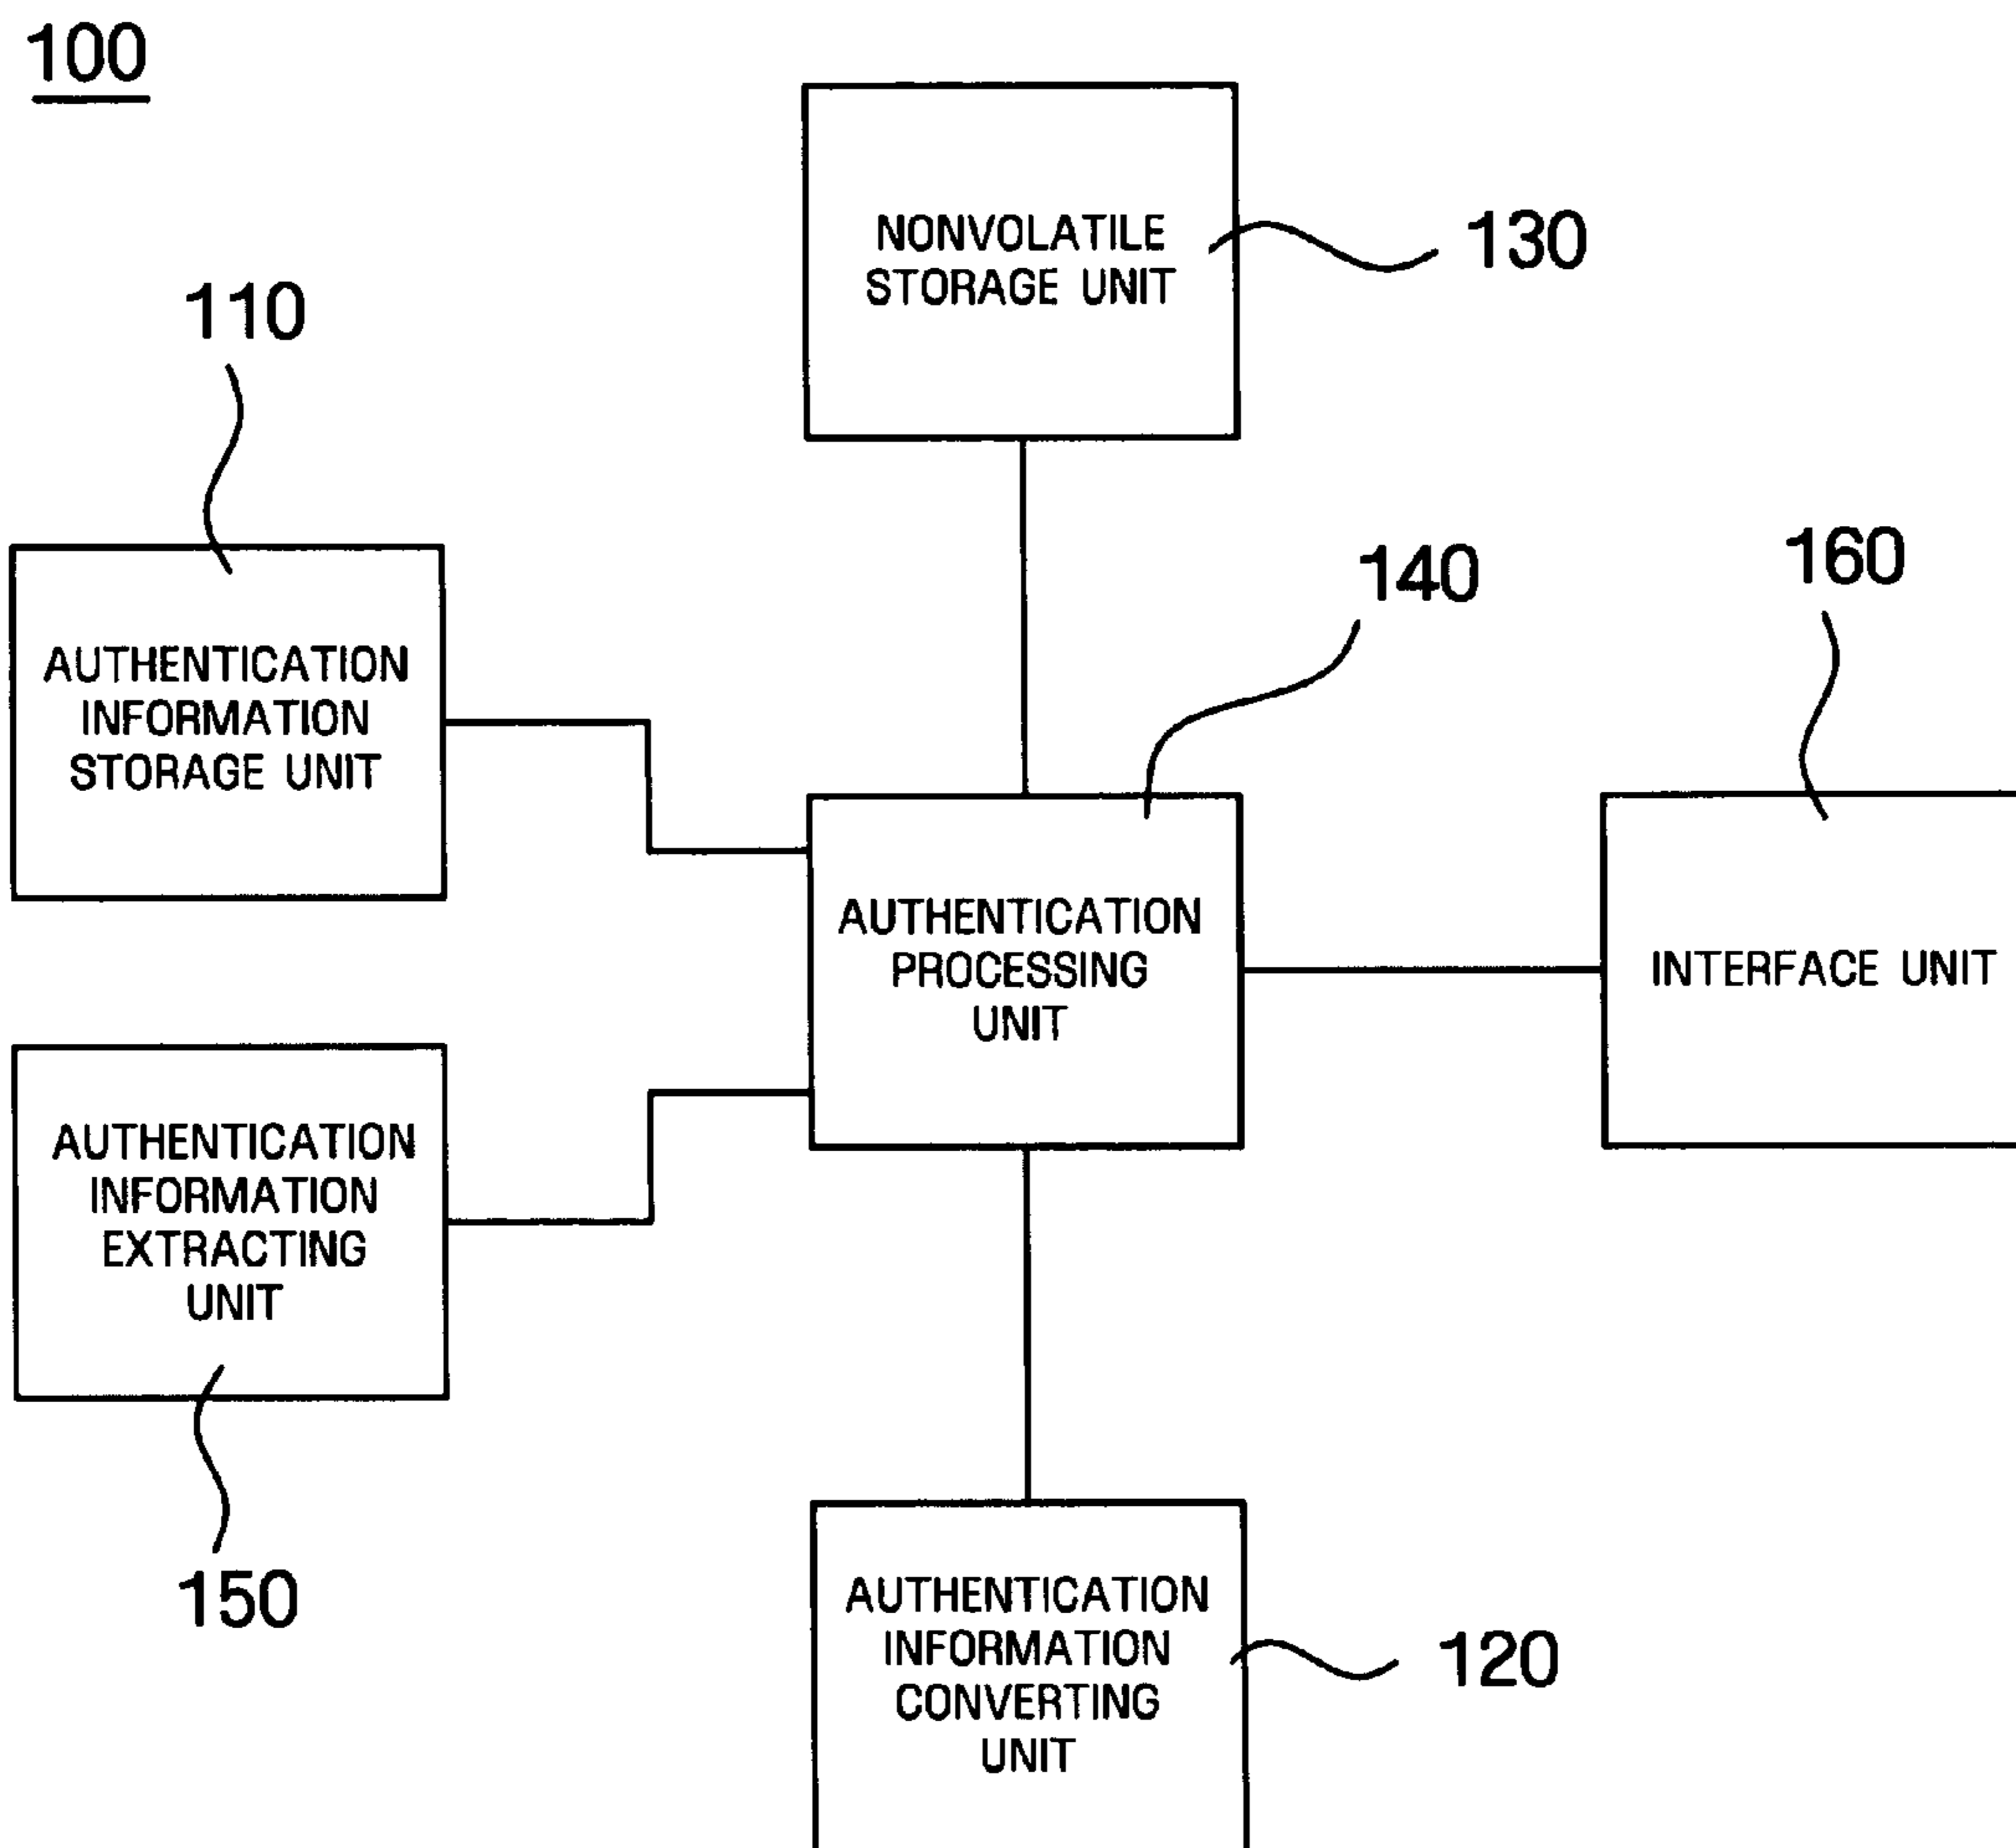 100
NONVOLATILE
STORAGE UNIT
130
110
140
160
AUTHENTICATION
INFORMATION
STORAGE UNIT
AUTHENTICATION
PROCESSING
UNIT
INTERFACE UNIT
AUTHENTICATION
INFORMATION
EXTRACTING
UNIT
150
AUTHENTICATION
INFORMATION
CONVERTING
UNIT
120